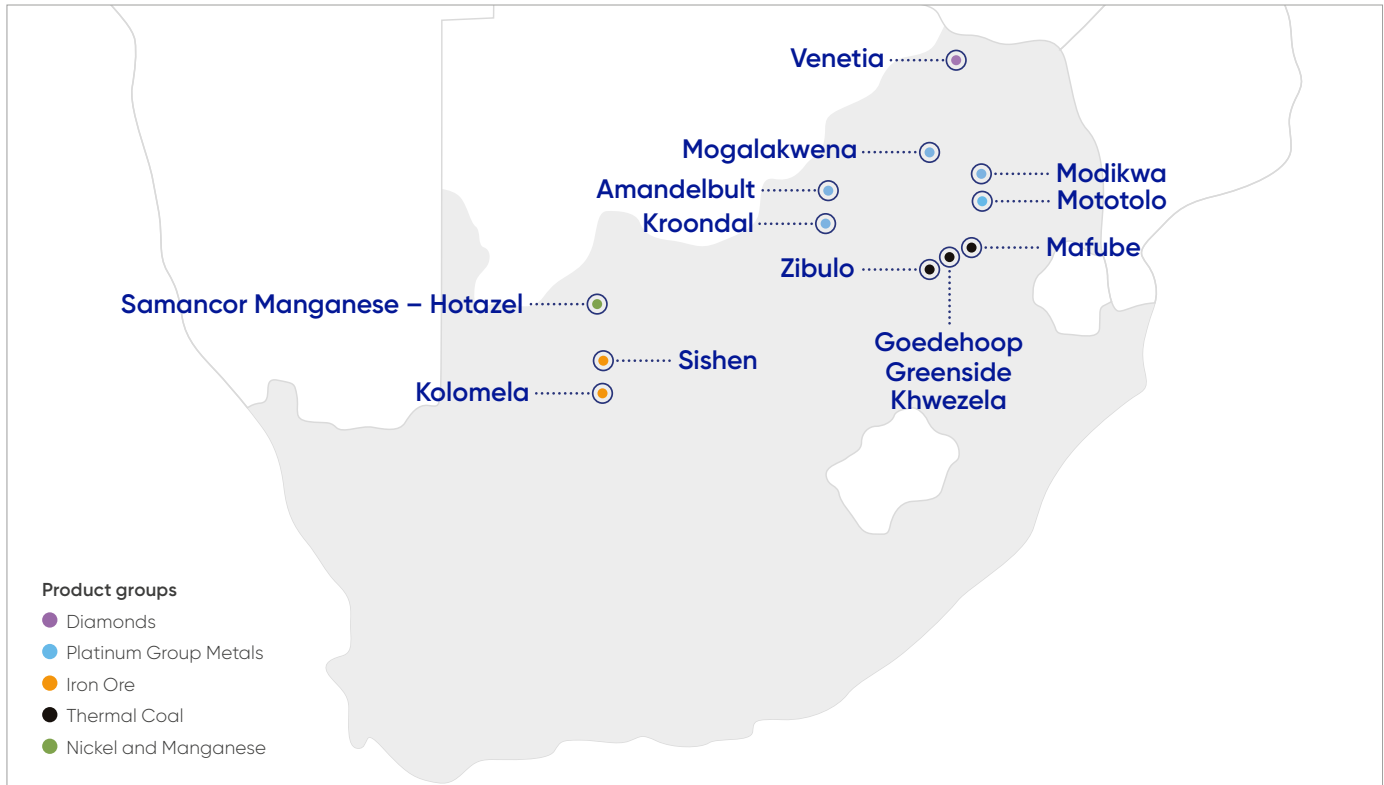 Venetia
Mogalakwena
Modikwa
Amandelbult
Mototolo
Kroondal
Mafube
Zibulo
Samancor Manganese – Hotazel
Goedehoop
Greenside
Khwezela
Sishen
Kolomela
Product groups
Diamonds
Platinum Group Metals
Iron Ore
Thermal Coal
Nickel and Manganese